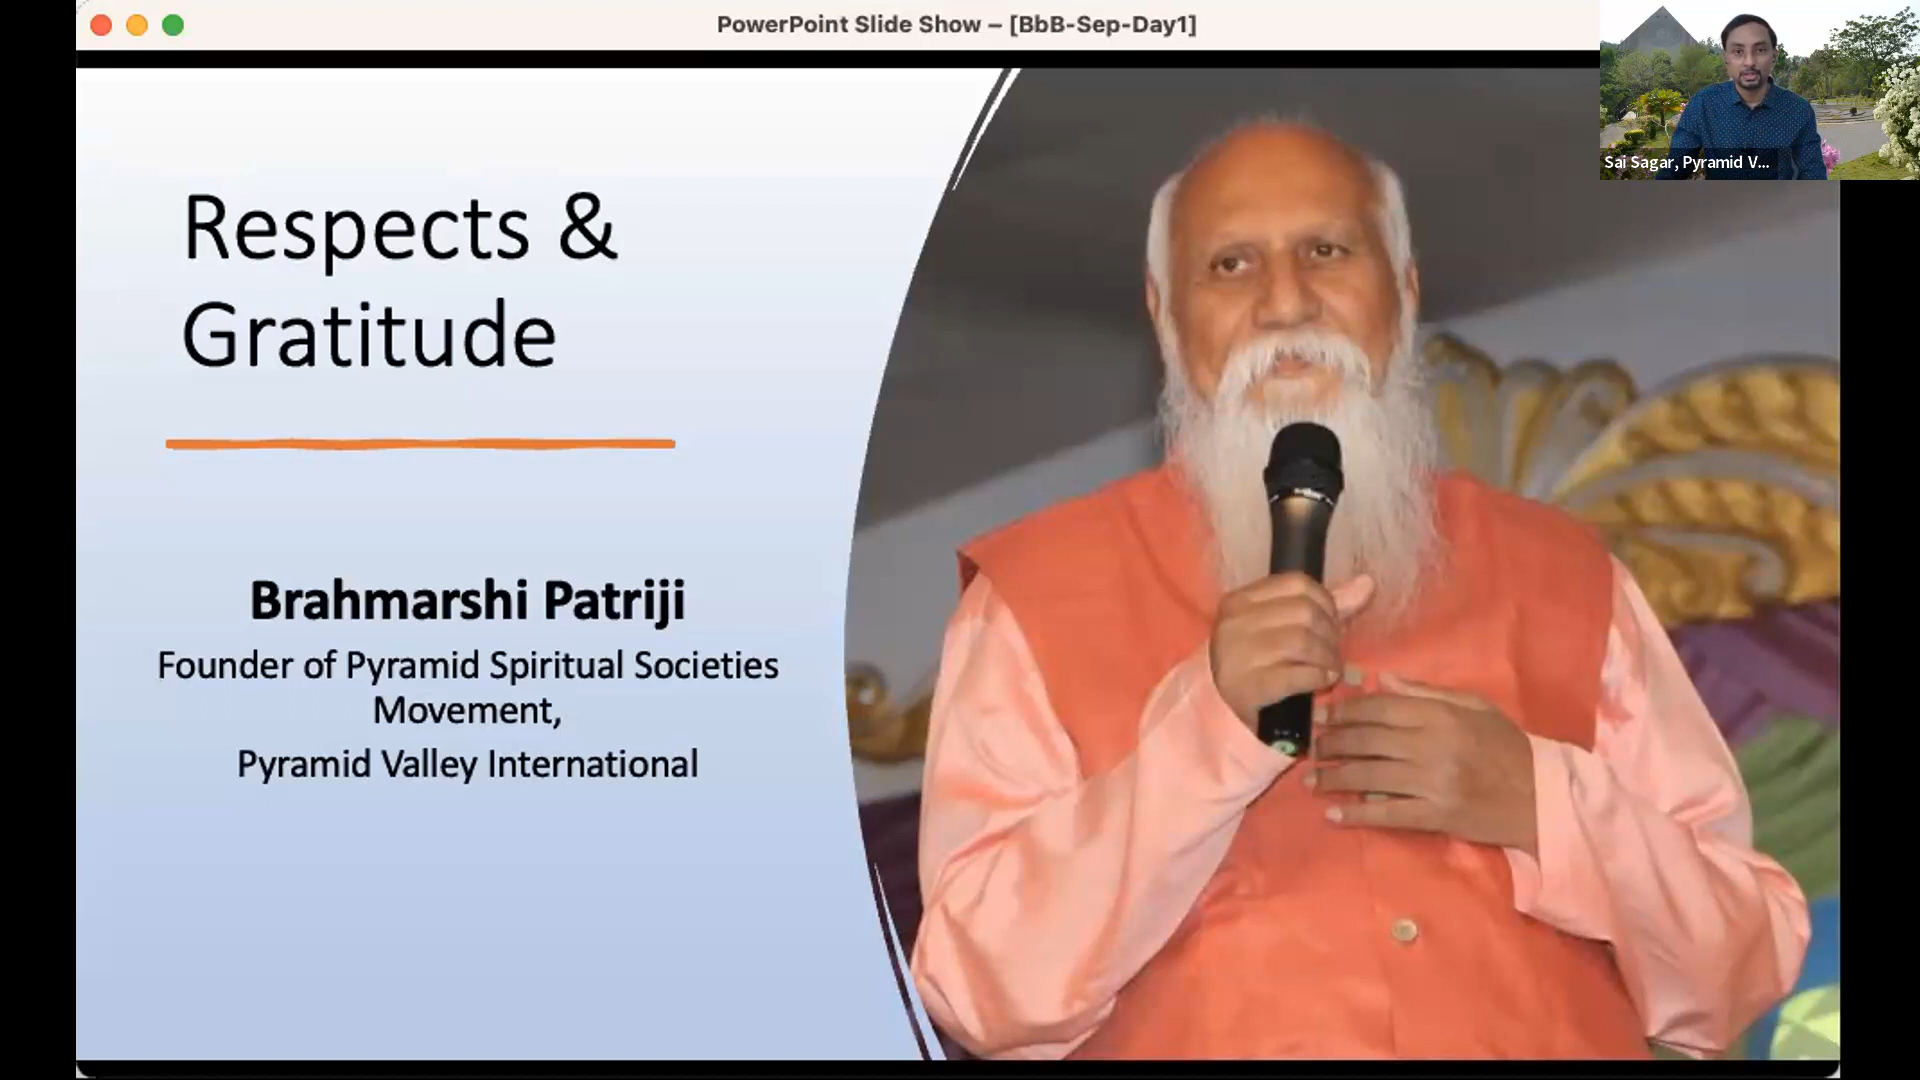 PowerPoint Slide Show – [BbB-Sep-Day1]
Sai Sagar, Pyramid V...
Respects &
Gratitude
Brahmarshi Patriji
Founder of Pyramid Spiritual Societies
Movement,
Pyramid Valley International